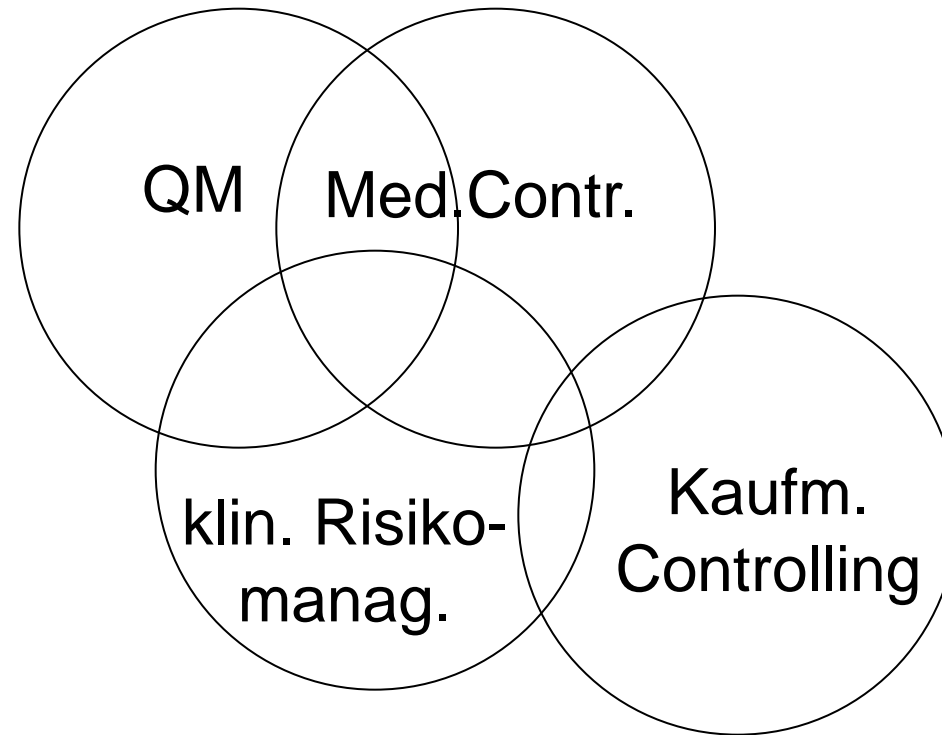 QM
Med.Contr.
klin. Risiko-
manag.
Kaufm.
Controlling